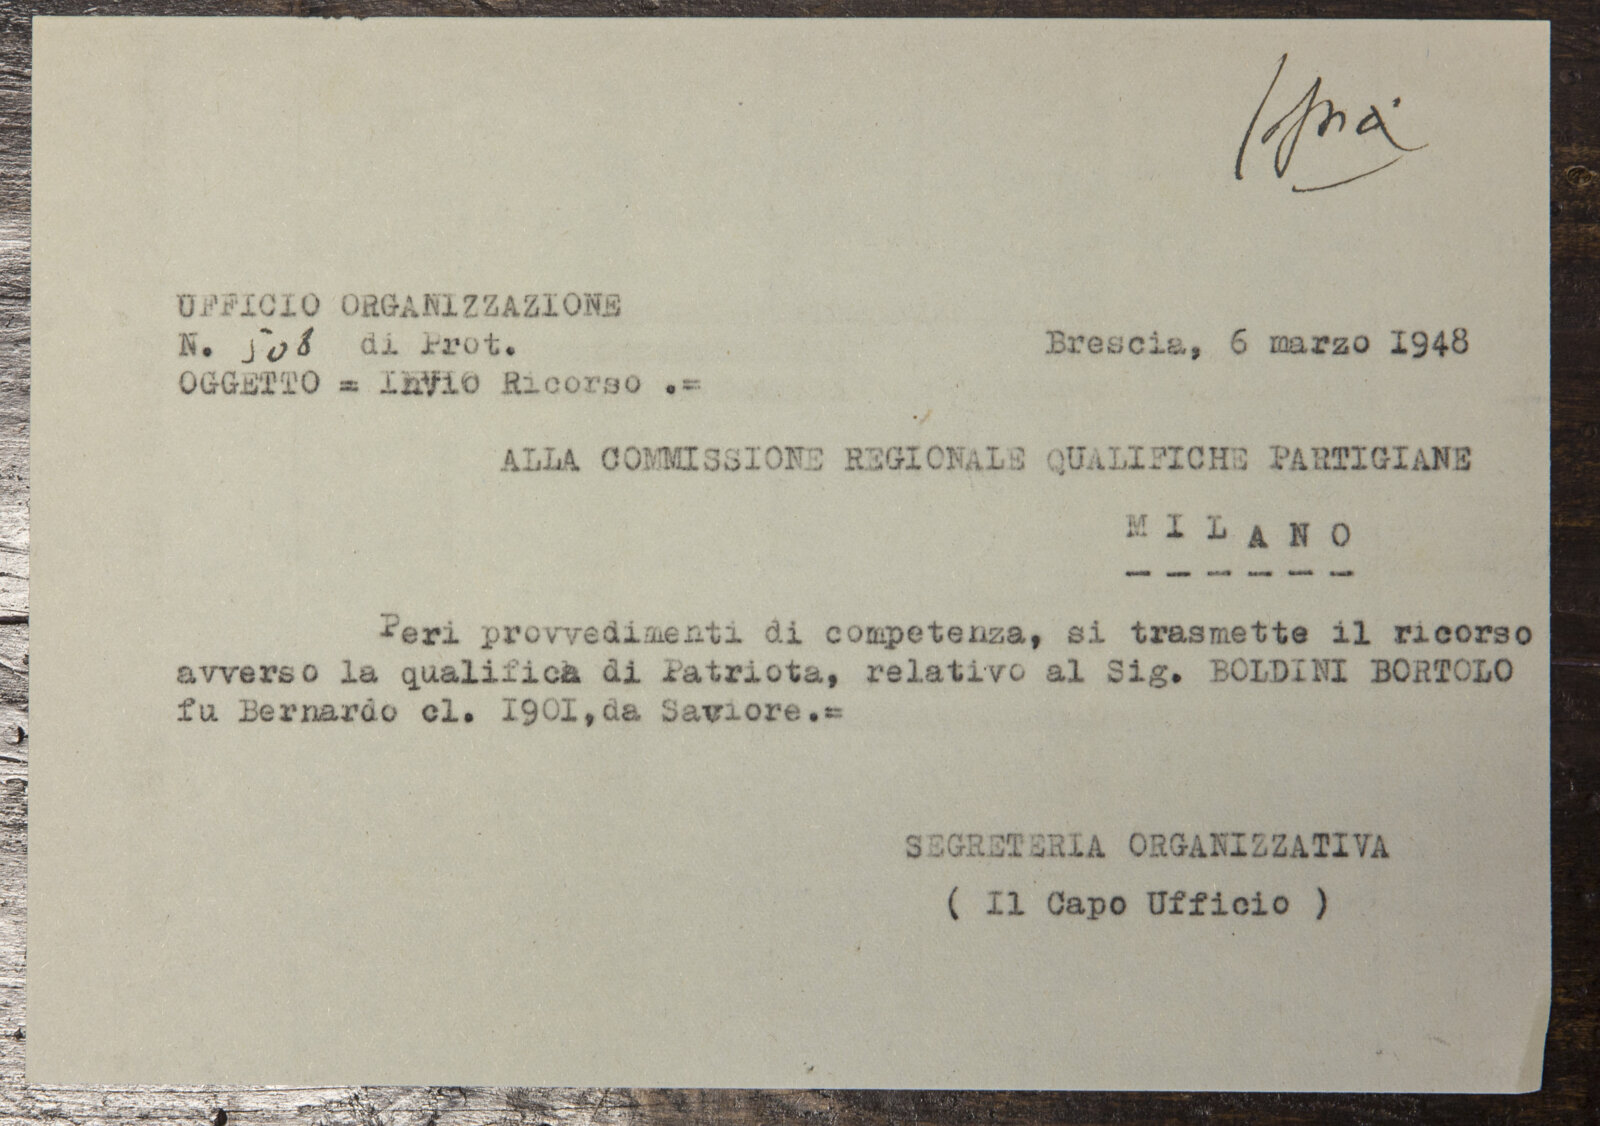 Copia
UFFICIO ORGANIZZAZIONE
N. 508 di Prot.
Brescia, 6 marzo 1948
OGGETTO = Invio Ricorso .=
ALLA COMMISSIONE REGIONALE QUALIFICHE PARTIGIANE
MILANO
Peri provvedimenti di competenza, si trasmette il ricorso
avverso la qualifica di Patriota, relativo al Sig. BOLDINI BORTOLO
fu Bernardo cl. 1901,da Saviore.=
SEGRETERIA ORGANIZZATIVA
( Il Capo Ufficio )